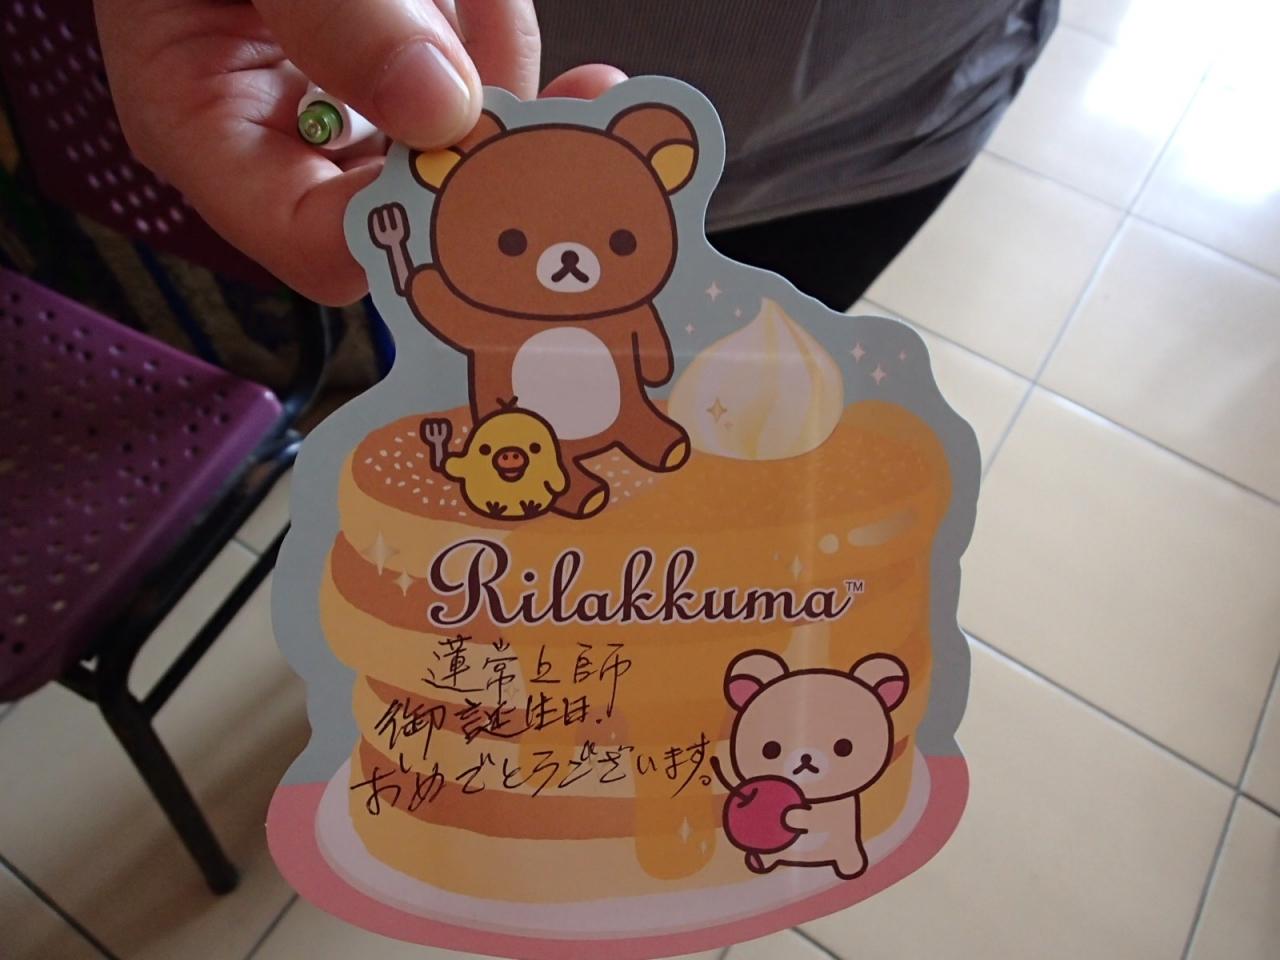 Rilakkuma™
蓮常上師
御誕生日.
おめでとうございます。